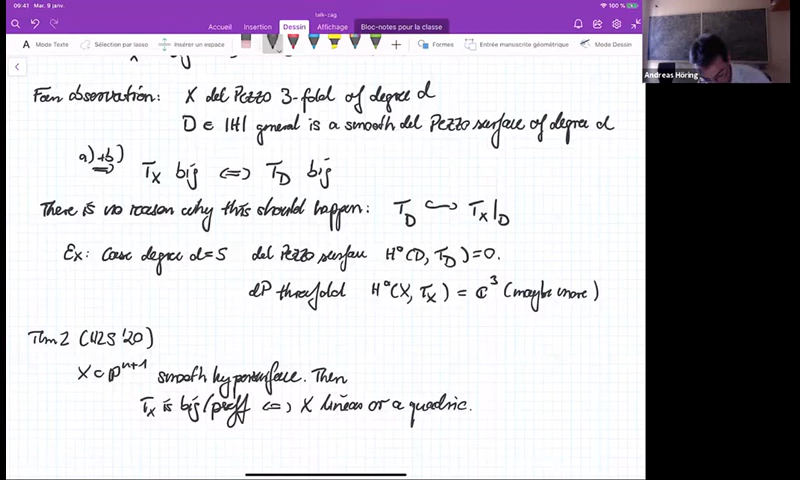 09:41 Mar. 9 janv.
talk-zag
100 %
Accueil Insertion Dessin Affichage Bloc-notes pour la classe
Mode Texte Sélection par lasso Insérer un espace Formes Entrée manuscrite géométrique Mode Dessin
Andreas Höring
Fun observation: X del Pezzo 3-fold of degree d
D ∈ |H| general is a smooth del Pezzo surface of degree d
a)+b)
⇒ T_X big ⇔ T_D big
There is no reason why this should happen: T_D ↪ T_X|_D
Ex: Case degree d=5 del Pezzo surface H⁰(D, T_D)=0.
dP threefold H⁰(X, T_X) = ℂ³ (maybe more)
Thm 2 (HLS '20)
X ⊂ ℙⁿ⁺¹ smooth hypersurface. Then
T_X is big/pseff ⇔ X linear or a quadric.